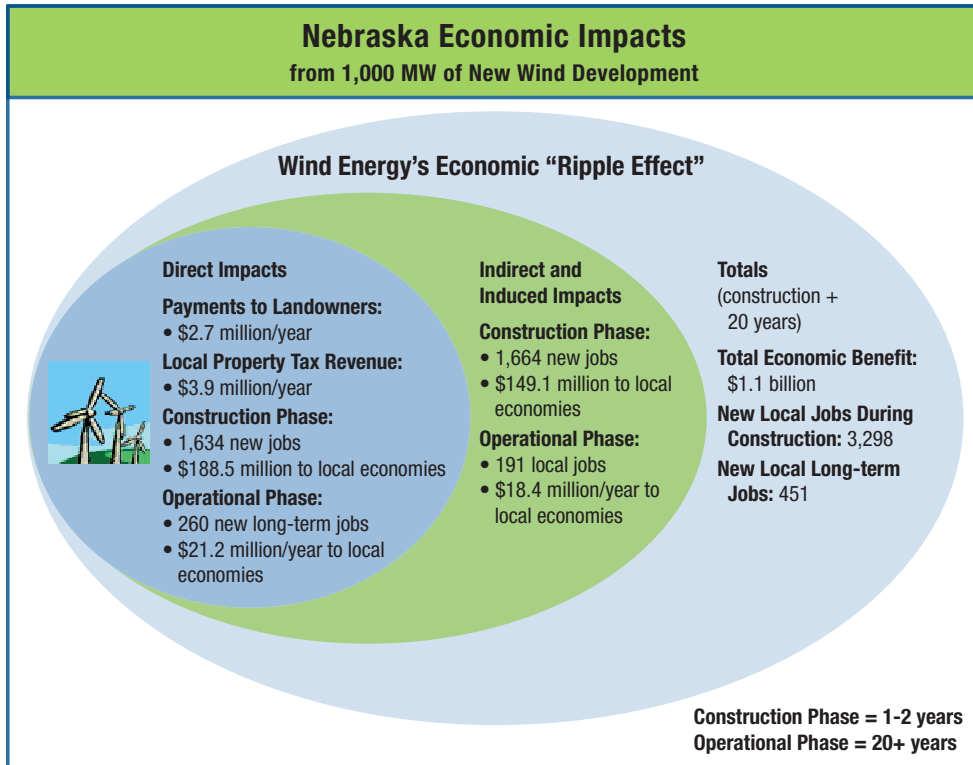 Nebraska Economic Impacts
from 1,000 MW of New Wind Development
Wind Energy’s Economic “Ripple Effect”
Direct Impacts
Payments to Landowners:
• $2.7 million/year
Local Property Tax Revenue:
• $3.9 million/year
Construction Phase:
• 1,634 new jobs
• $188.5 million to local economies
Operational Phase:
• 260 new long-term jobs
• $21.2 million/year to local
economies
Indirect and
Induced Impacts
Construction Phase:
• 1,664 new jobs
• $149.1 million to local
economies
Operational Phase:
• 191 local jobs
• $18.4 million/year to
local economies
Totals
(construction +
20 years)
Total Economic Benefit:
$1.1 billion
New Local Jobs During
Construction: 3,298
New Local Long-term
Jobs: 451
Construction Phase = 1-2 years
Operational Phase = 20+ years